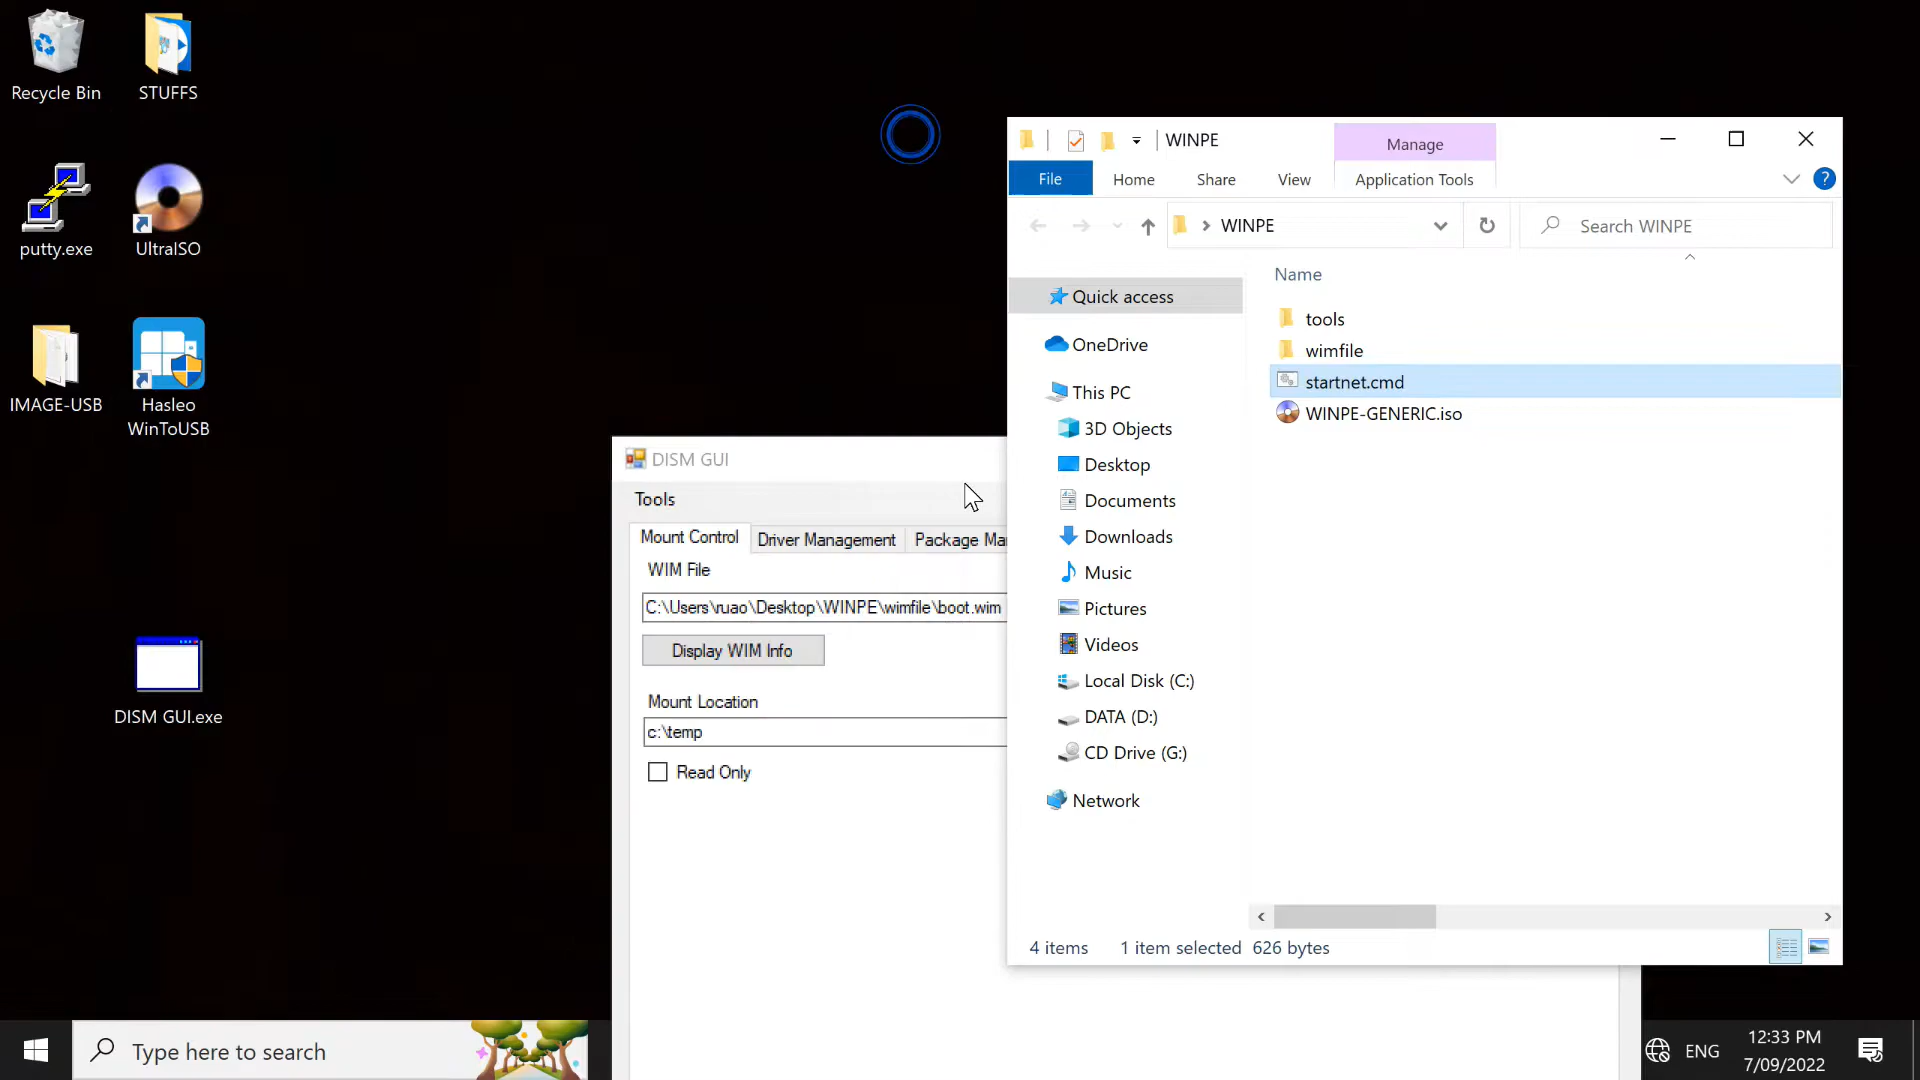 Recycle Bin
STUFFS
putty.exe
UltraISO
IMAGE-USB
Hasleo
WinToUSB
DISM GUI.exe
DISM GUI
Tools
Mount Control
Driver Management
Package Ma
WIM File
C:\Users\ruao\Desktop\WINPE\wimfile\boot.wim
Display WIM Info
Mount Location
c:\temp
Read Only
WINPE
Manage
File
Home
Share
View
Application Tools
?
WINPE
Search WINPE
Quick access
OneDrive
This PC
3D Objects
Desktop
Documents
Downloads
Music
Pictures
Videos
Local Disk (C:)
DATA (D:)
CD Drive (G:)
Network
Name
tools
wimfile
startnet.cmd
WINPE-GENERIC.iso
4 items
1 item selected 626 bytes
Type here to search
ENG
12:33 PM
7/09/2022